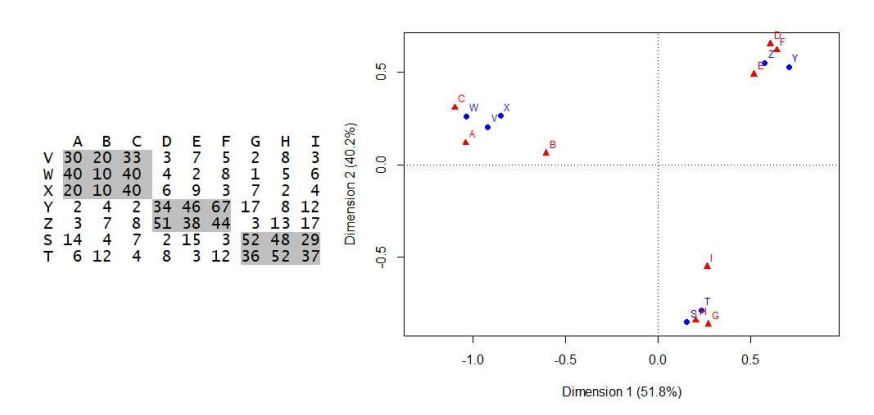 A B C D E F G H I
V 30 20 33 3 7 5 2 8 3
W 40 10 40 4 2 8 1 5 6
X 20 10 40 6 9 3 7 2 4
Y 2 4 2 34 46 67 17 8 12
Z 3 7 8 51 38 44 3 13 17
S 14 4 7 2 15 3 52 48 29
T 6 12 4 8 3 12 36 52 37
Dimension 2 (40.2%)
0.5
0.0
-0.5
D
F
Z
Y
E
C
W
X
V
A
B
I
T
S
H
G
-1.0 -0.5 0.0 0.5
Dimension 1 (51.8%)